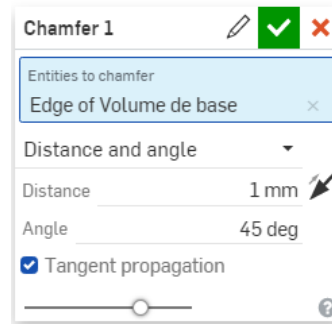 Chamfer 1
Entities to chamfer
Edge of Volume de base
Distance and angle
Distance 1 mm
Angle 45 deg
Tangent propagation